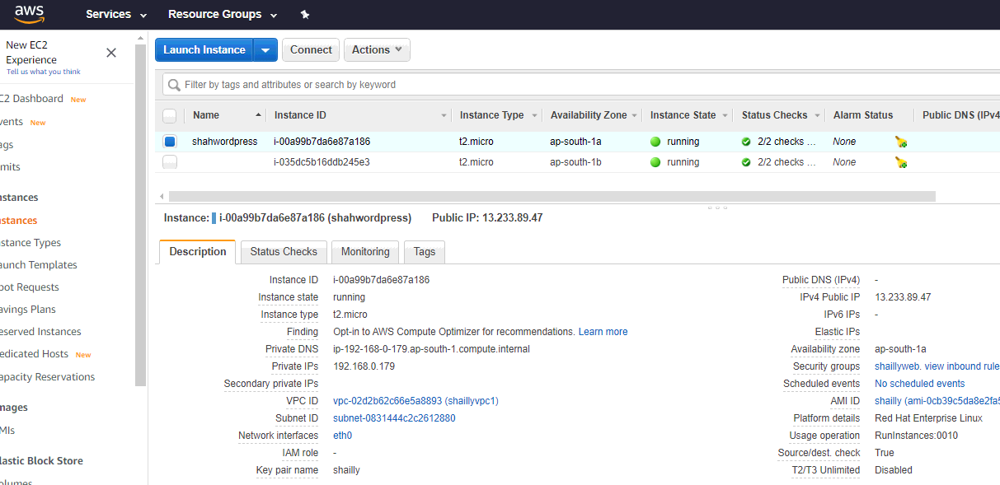 aws Services Resource Groups
New EC2
Experience
Tell us what you think
Launch Instance Connect Actions
Filter by tags and attributes or search by keyword
C2 Dashboard New
vents New
ags
mits
nstances
nstances
stance Types
aunch Templates
pot Requests
avings Plans
eserved Instances
edicated Hosts New
apacity Reservations
mages
MIs
lastic Block Store
olumes
Name Instance ID Instance Type Availability Zone Instance State Status Checks Alarm Status Public DNS (IPv4
shahwordpress i-00a99b7da6e87a186 t2.micro ap-south-1a running 2/2 checks ... None
i-035dc5b16ddb245e3 t2.micro ap-south-1b running 2/2 checks ... None
Instance: i-00a99b7da6e87a186 (shahwordpress) Public IP: 13.233.89.47
Description Status Checks Monitoring Tags
Instance ID i-00a99b7da6e87a186 Public DNS (IPv4) -
Instance state running IPv4 Public IP 13.233.89.47
Instance type t2.micro IPv6 IPs -
Finding Opt-in to AWS Compute Optimizer for recommendations. Learn more Elastic IPs
Private DNS ip-192-168-0-179.ap-south-1.compute.internal Availability zone ap-south-1a
Private IPs 192.168.0.179 Security groups shaillyweb. view inbound rule
Secondary private IPs Scheduled events No scheduled events
VPC ID vpc-02d2b62c66e5a8893 (shaillyvpc1) AMI ID shailly (ami-0cb39c5da8e2fa5
Subnet ID subnet-0831444c2c2612880 Platform details Red Hat Enterprise Linux
Network interfaces eth0 Usage operation RunInstances:0010
IAM role - Source/dest. check True
Key pair name shailly T2/T3 Unlimited Disabled